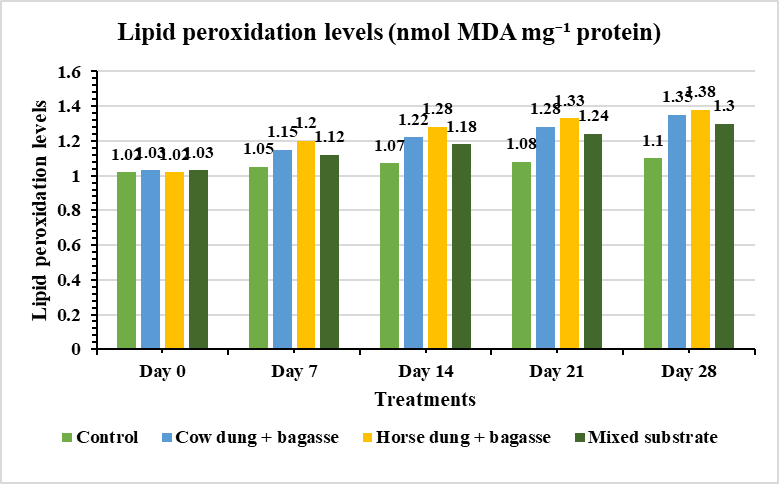 Lipid peroxidation levels (nmol MDA mg⁻¹ protein)
Lipid peroxidation levels
1.6
1.4
1.2
1
0.8
0.6
0.4
0.2
0
1.02 1.03 1.02 1.03
1.05 1.15 1.2 1.12
1.07 1.22 1.28 1.18
1.08 1.28 1.33 1.24
1.1 1.35 1.38 1.3
Day 0 Day 7 Day 14 Day 21 Day 28
Treatments
Control Cow dung + bagasse Horse dung + bagasse Mixed substrate